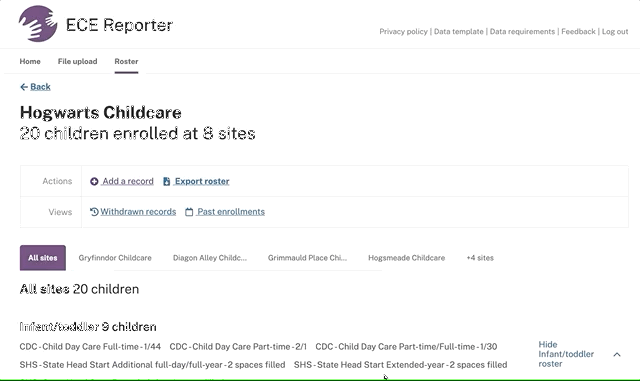 ECE Reporter
Privacy policy | Data template | Data requirements | Feedback | Log out
Home File upload Roster
Back
Hogwarts Childcare
20 children enrolled at 8 sites
Actions Add a record Export roster
Views Withdrawn records Past enrollments
All sites Gryfinndor Childcare Diagon Alley Childc... Grimmauld Place Chi... Hogsmeade Childcare +4 sites
All sites 20 children
Infant/toddler 9 children
CDC - Child Day Care Full-time - 1/44 CDC - Child Day Care Part-time - 2/1 CDC - Child Day Care Part-time/Full-time - 1/30
SHS - State Head Start Additional full-day/full-year - 2 spaces filled SHS - State Head Start Extended-year - 2 spaces filled
Hide
Infant/toddler
roster